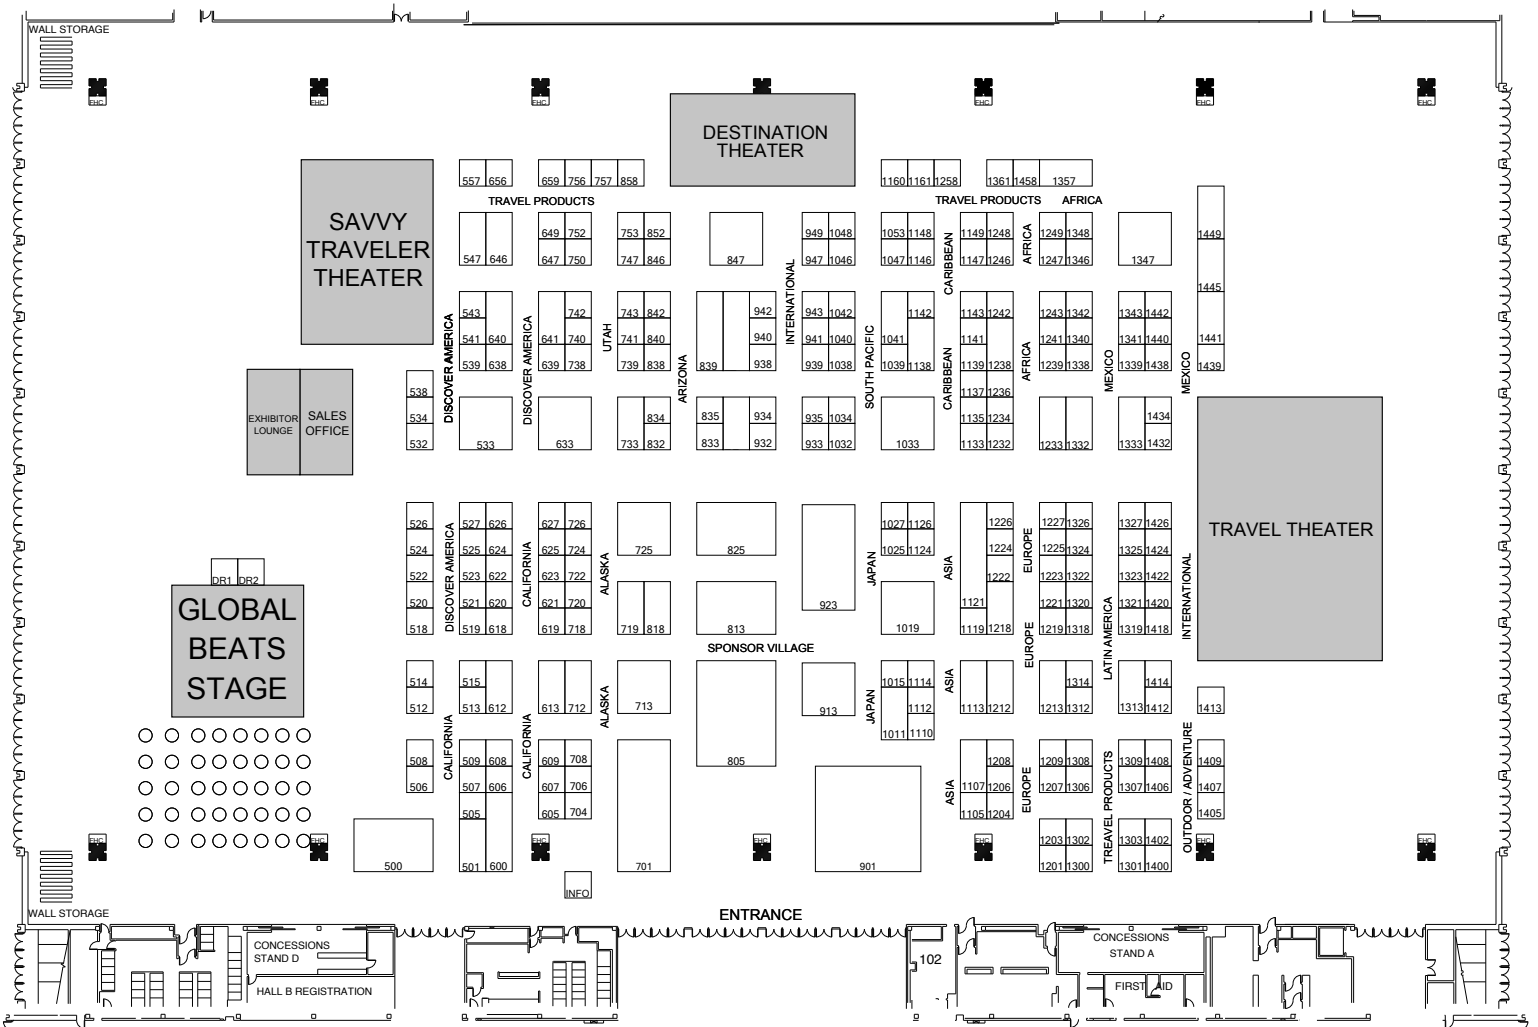 WALL STORAGE
FHC FHC FHC FHC FHC FHC
DESTINATION
THEATER
557 656 659 756 757 858 1160 1161 1258 1361 1458 1357
TRAVEL PRODUCTS TRAVEL PRODUCTS AFRICA
SAVVY
TRAVELER
THEATER
649 752 753 852 949 1048 1053 1148 1149 1248 1249 1348 1449
547 646 647 750 747 846 847 947 1046 1047 1146 1147 1246 1247 1346 1347
INTERNATIONAL
CARIBBEAN
AFRICA
1445
543 742 743 842 942 943 1042 1142 1143 1242 1243 1342 1343 1442
541 640 641 740 741 840 940 941 1040 1041 1141 1241 1340 1341 1440 1441
539 638 639 738 739 838 839 938 939 1038 1039 1138 1139 1238 1239 1338 1339 1438 1439
DISCOVER AMERICA
DISCOVER AMERICA
UTAH
ARIZONA
SOUTH PACIFIC
CARIBBEAN
AFRICA
MEXICO
MEXICO
EXHIBITOR
LOUNGE
SALES
OFFICE
538 1137 1236
534 834 835 934 935 1034 1135 1234 1434
532 533 633 733 832 833 932 933 1032 1033 1133 1232 1233 1332 1333 1432
TRAVEL THEATER
526 527 626 627 726 1027 1126 1226 1227 1326 1327 1426
524 525 624 625 724 725 825 1025 1124 1224 1225 1324 1325 1424
522 523 622 623 722 1222 1223 1322 1323 1422
520 521 620 621 720 923 1121 1221 1320 1321 1420
518 519 618 619 718 719 818 813 1019 1119 1218 1219 1318 1319 1418
DISCOVER AMERICA
CALIFORNIA
ALASKA
JAPAN
ASIA
EUROPE
EUROPE
LATIN AMERICA
INTERNATIONAL
SPONSOR VILLAGE
DR1 DR2
GLOBAL
BEATS
STAGE
514 515 1015 1114 1314 1414
512 513 612 613 712 713 913 1112 1113 1212 1213 1312 1313 1412 1413
1011 1110
CALIFORNIA
CALIFORNIA
ALASKA
JAPAN
ASIA
508 509 608 609 708 805 1208 1209 1308 1309 1408 1409
506 507 606 607 706 1107 1206 1207 1306 1307 1406 1407
505 605 704 1105 1204 1405
ASIA
EUROPE
TREAVEL PRODUCTS
OUTDOOR / ADVENTURE
1203 1302 1303 1402
500 501 600 701 901 1201 1300 1301 1400
FHC FHC FHC FHC FHC FHC FHC
INFO
WALL STORAGE
ENTRANCE
CONCESSIONS
STAND D
HALL B REGISTRATION
102
CONCESSIONS
STAND A
FIRST AID